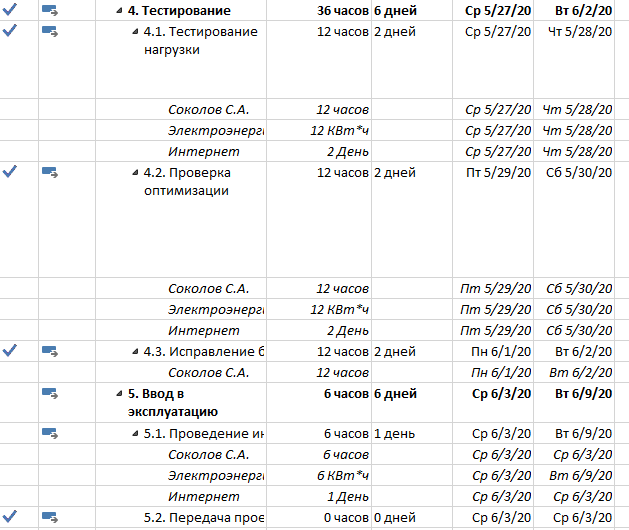 4. Тестирование 36 часов 6 дней Ср 5/27/20 Вт 6/2/20
4.1. Тестирование 12 часов 2 дней Ср 5/27/20 Чт 5/28/20
нагрузки
Соколов С.А. 12 часов Ср 5/27/20 Чт 5/28/20
Электроэнерги 12 КВт*ч Ср 5/27/20 Чт 5/28/20
Интернет 2 День Ср 5/27/20 Чт 5/28/20
4.2. Проверка 12 часов 2 дней Пт 5/29/20 Сб 5/30/20
оптимизации
Соколов С.А. 12 часов Пт 5/29/20 Сб 5/30/20
Электроэнерги 12 КВт*ч Пт 5/29/20 Сб 5/30/20
Интернет 2 День Пт 5/29/20 Сб 5/30/20
4.3. Исправление б 12 часов 2 дней Пн 6/1/20 Вт 6/2/20
Соколов С.А. 12 часов Пн 6/1/20 Вт 6/2/20
5. Ввод в 6 часов 6 дней Ср 6/3/20 Вт 6/9/20
эксплуатацию
5.1. Проведение ин 6 часов 1 день Ср 6/3/20 Вт 6/9/20
Соколов С.А. 6 часов Ср 6/3/20 Ср 6/3/20
Электроэнерги 6 КВт*ч Ср 6/3/20 Вт 6/9/20
Интернет 1 День Ср 6/3/20 Ср 6/3/20
5.2. Передача прое 0 часов 0 дней Ср 6/3/20 Ср 6/3/20